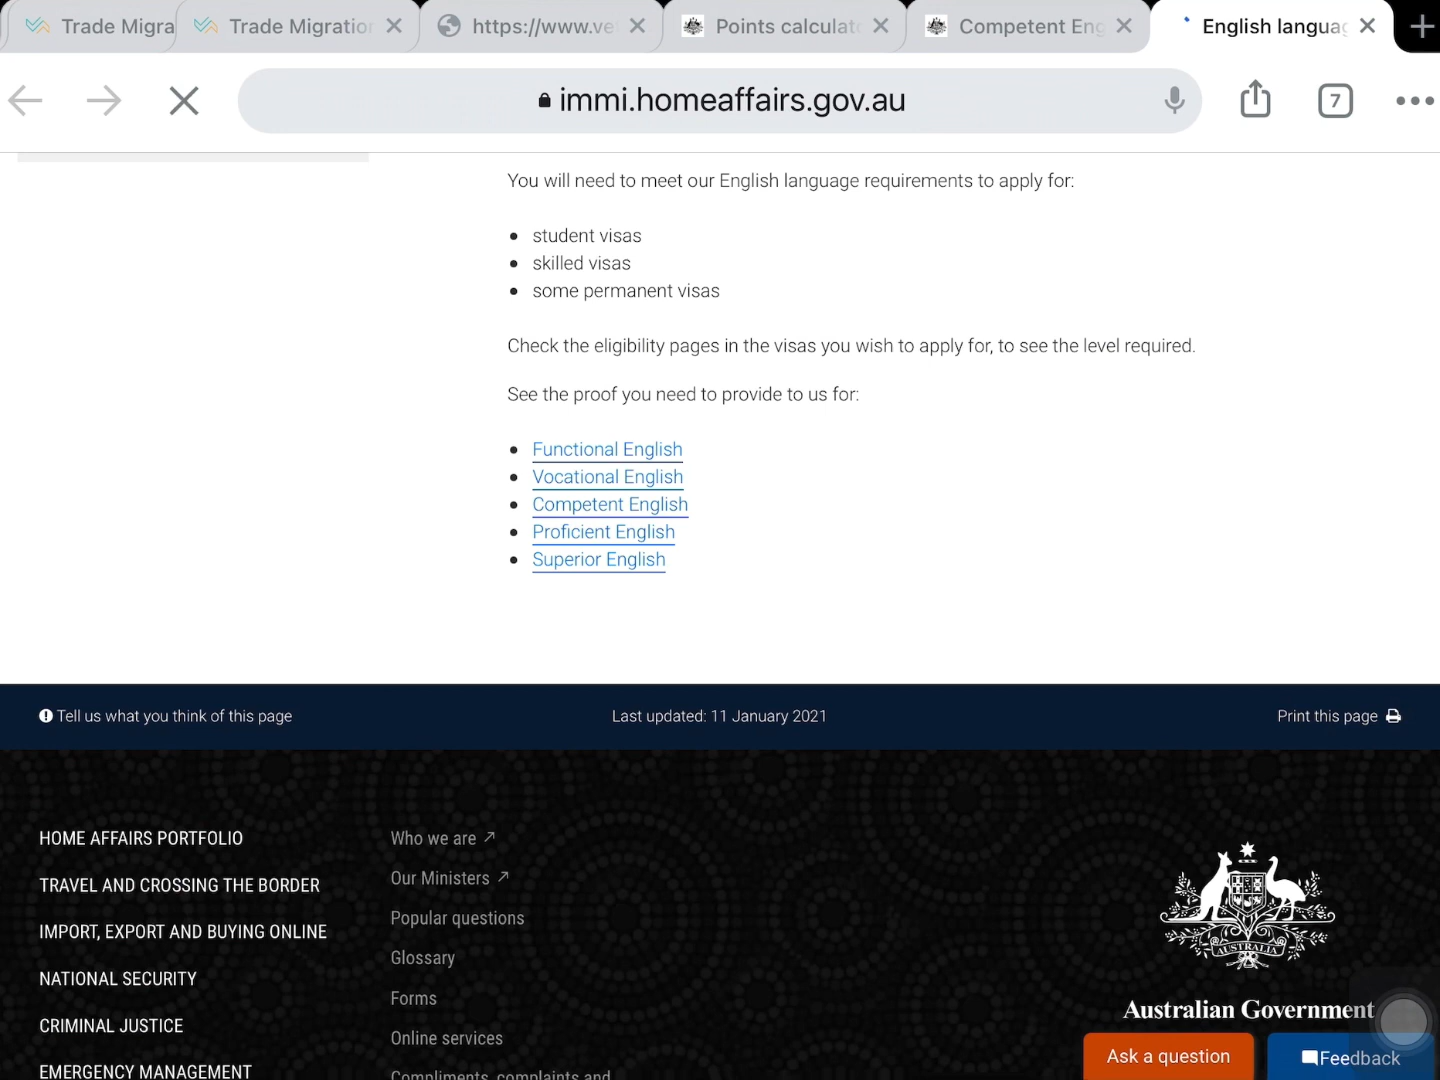 Trade Migra
Trade Migration
https://www.ve
Points calculat
Competent Eng
English languag
immi.homeaffairs.gov.au
7
You will need to meet our English language requirements to apply for:
student visas
skilled visas
some permanent visas
Check the eligibility pages in the visas you wish to apply for, to see the level required.
See the proof you need to provide to us for:
Functional English
Vocational English
Competent English
Proficient English
Superior English
Tell us what you think of this page
Last updated: 11 January 2021
Print this page
HOME AFFAIRS PORTFOLIO
TRAVEL AND CROSSING THE BORDER
IMPORT, EXPORT AND BUYING ONLINE
NATIONAL SECURITY
CRIMINAL JUSTICE
EMERGENCY MANAGEMENT
Who we are
Our Ministers
Popular questions
Glossary
Forms
Online services
Compliments, complaints and
AUSTRALIA
Australian Government
Ask a question
Feedback